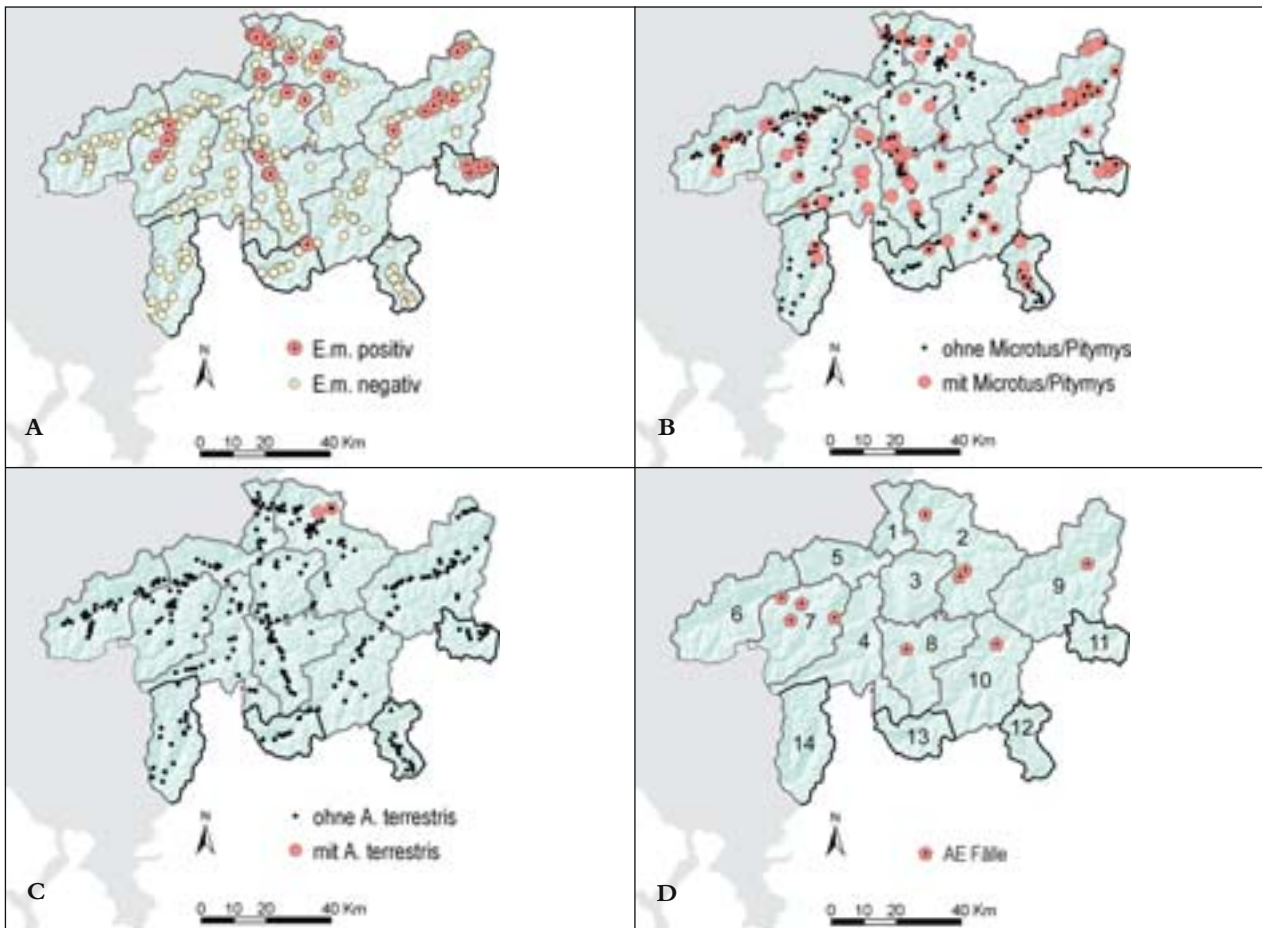 N
E.m. positiv
E.m. negativ
A
0 10 20 40 Km
N
ohne Microtus/Pitymys
mit Microtus/Pitymys
B
0 10 20 40 Km
N
ohne A. terrestris
mit A. terrestris
C
0 10 20 40 Km
1
2
3
4
5
6
7
8
9
10
11
12
13
14
N
AE Fälle
D
0 10 20 40 Km